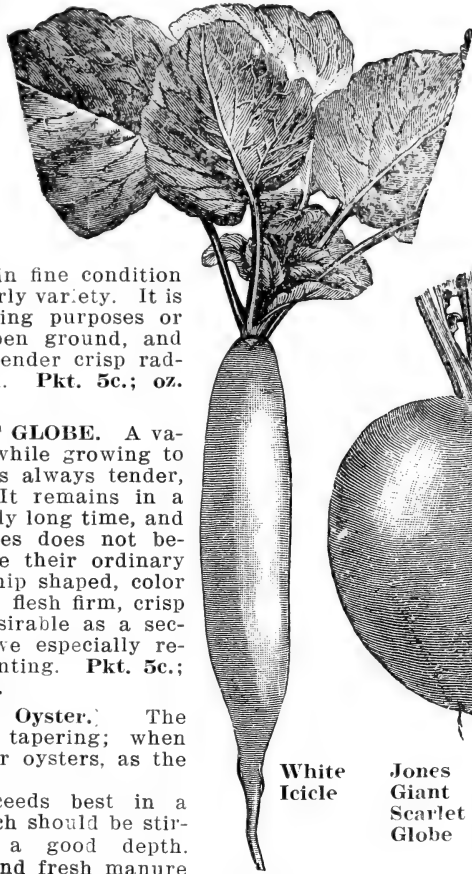 in fine condition
rly variety. It is
ing purposes or
pen ground, and
ender crisp rad-
. Pkt. 5c.; oz.
GLOBE. A va-
while growing to
s always tender,
It remains in a
ly long time, and
es does not be-
e their ordinary
nip shaped, color
flesh firm, crisp
sirable as a sec-
ve especially re-
nting. Pkt. 5c.;
Oyster. The
tapering; when
r oysters, as the
ceeds best in a
ch should be stir-
a good depth.
nd fresh manure
White
Icicle
Jones
Giant
Scarlet
Globe